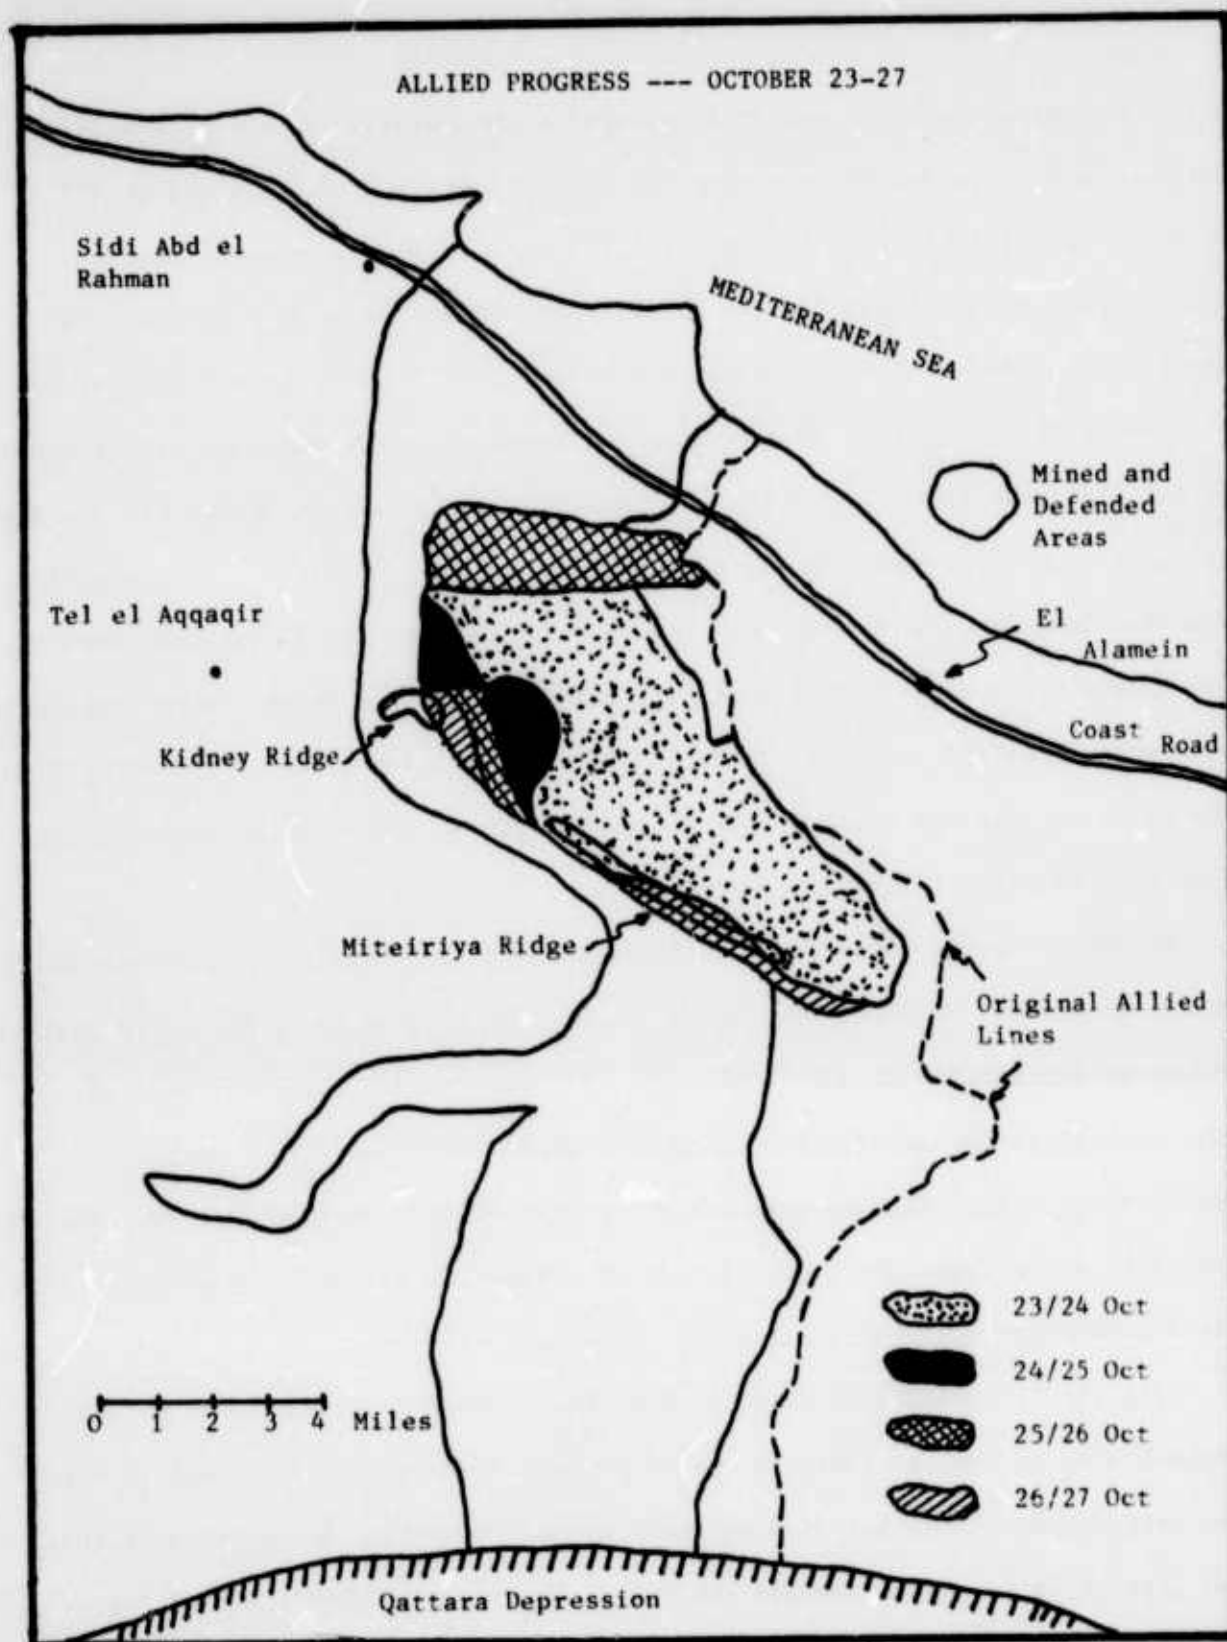 ALLIED PROGRESS --- OCTOBER 23-27
Sidi Abd el
Rahman
MEDITERRANEAN SEA
Mined and
Defended
Areas
Tel el Aqqaqir
El
Alamein
Coast Road
Kidney Ridge
Miteiriya Ridge
Original Allied
Lines
23/24 Oct
24/25 Oct
25/26 Oct
26/27 Oct
0 1 2 3 4 Miles
Qattara Depression